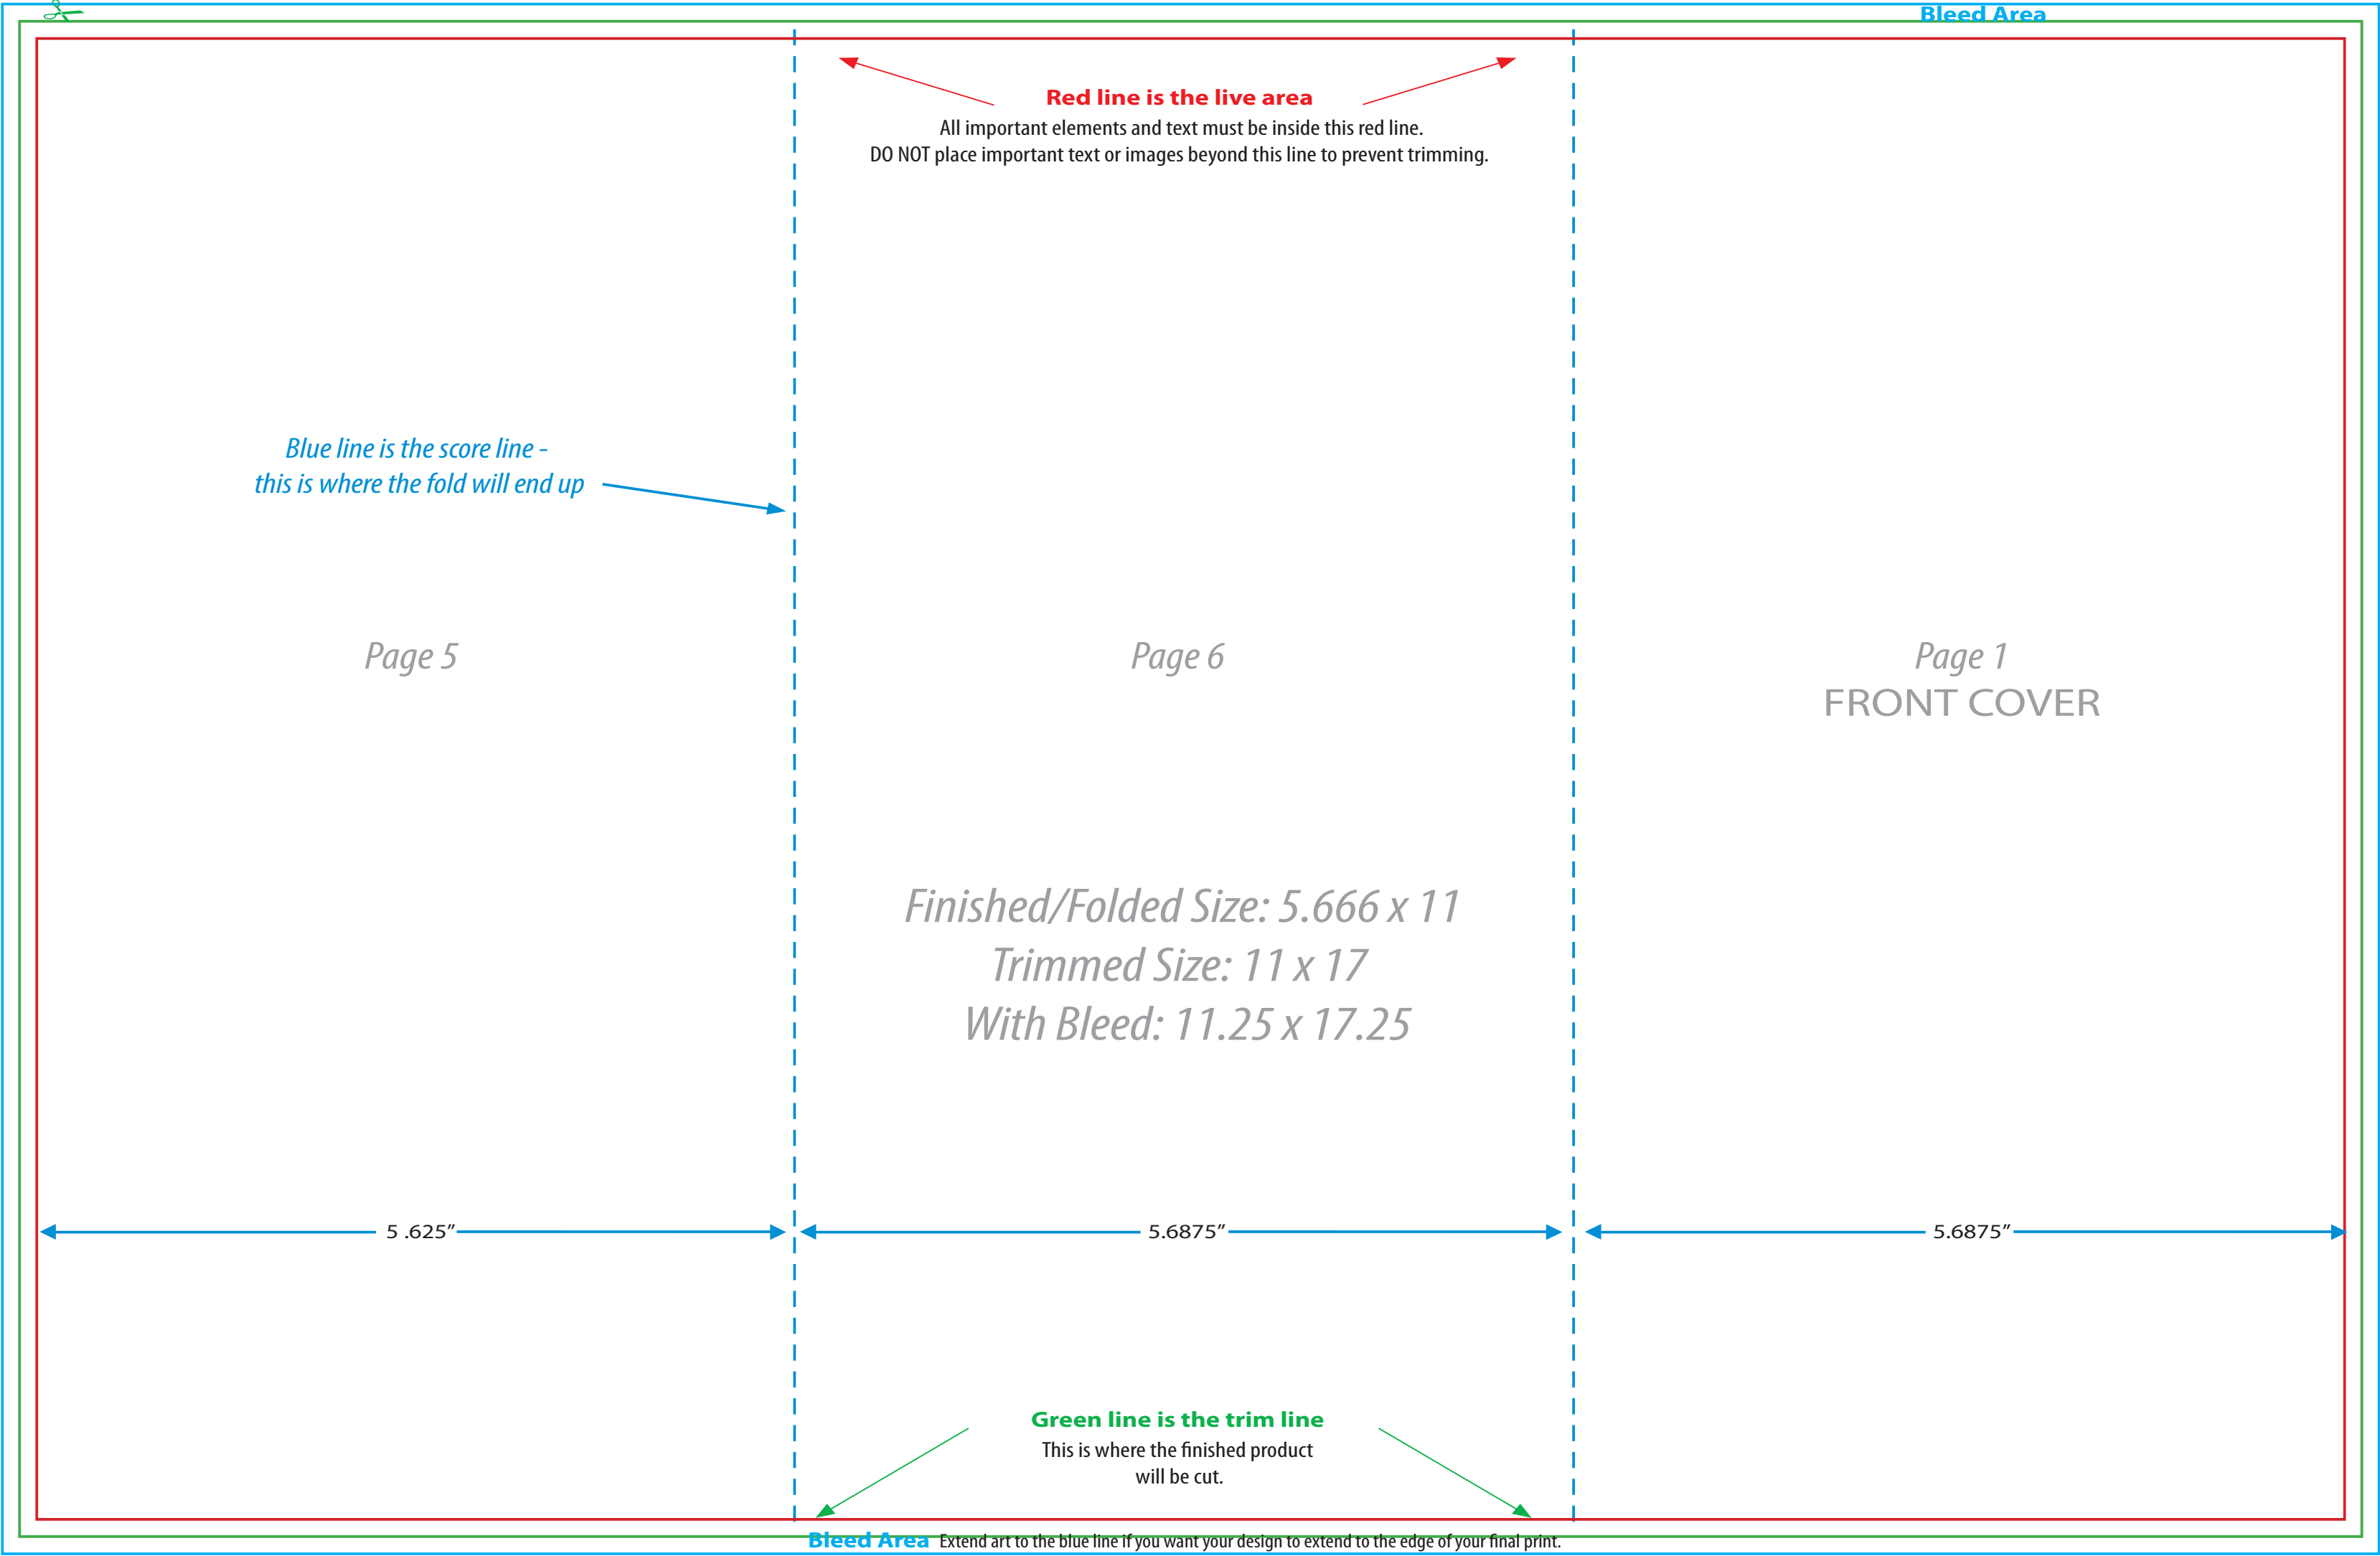 Bleed Area
Red line is the live area
All important elements and text must be inside this red line.
DO NOT place important text or images beyond this line to prevent trimming.
Blue line is the score line -
this is where the fold will end up
Page 5
Page 6
Page 1
FRONT COVER
Finished/Folded Size: 5.666 x 11
Trimmed Size: 11 x 17
With Bleed: 11.25 x 17.25
5 .625”
5.6875”
5.6875”
Green line is the trim line
This is where the finished product
will be cut.
Bleed Area Extend art to the blue line if you want your design to extend to the edge of your final print.